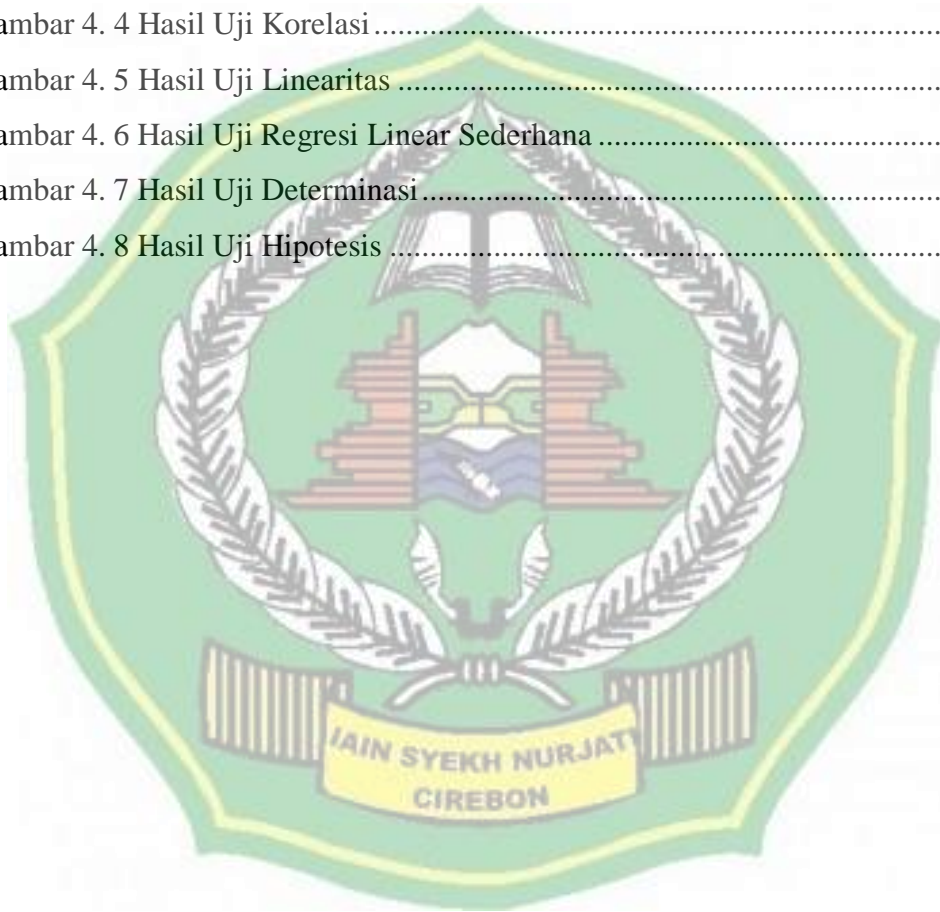 ambar 4. 4 Hasil Uji Korelasi
ambar 4. 5 Hasil Uji Linearitas
ambar 4. 6 Hasil Uji Regresi Linear Sederhana
ambar 4. 7 Hasil Uji Determinasi
ambar 4. 8 Hasil Uji Hipotesis
IAIN SYEKH NURJATI
CIREBON